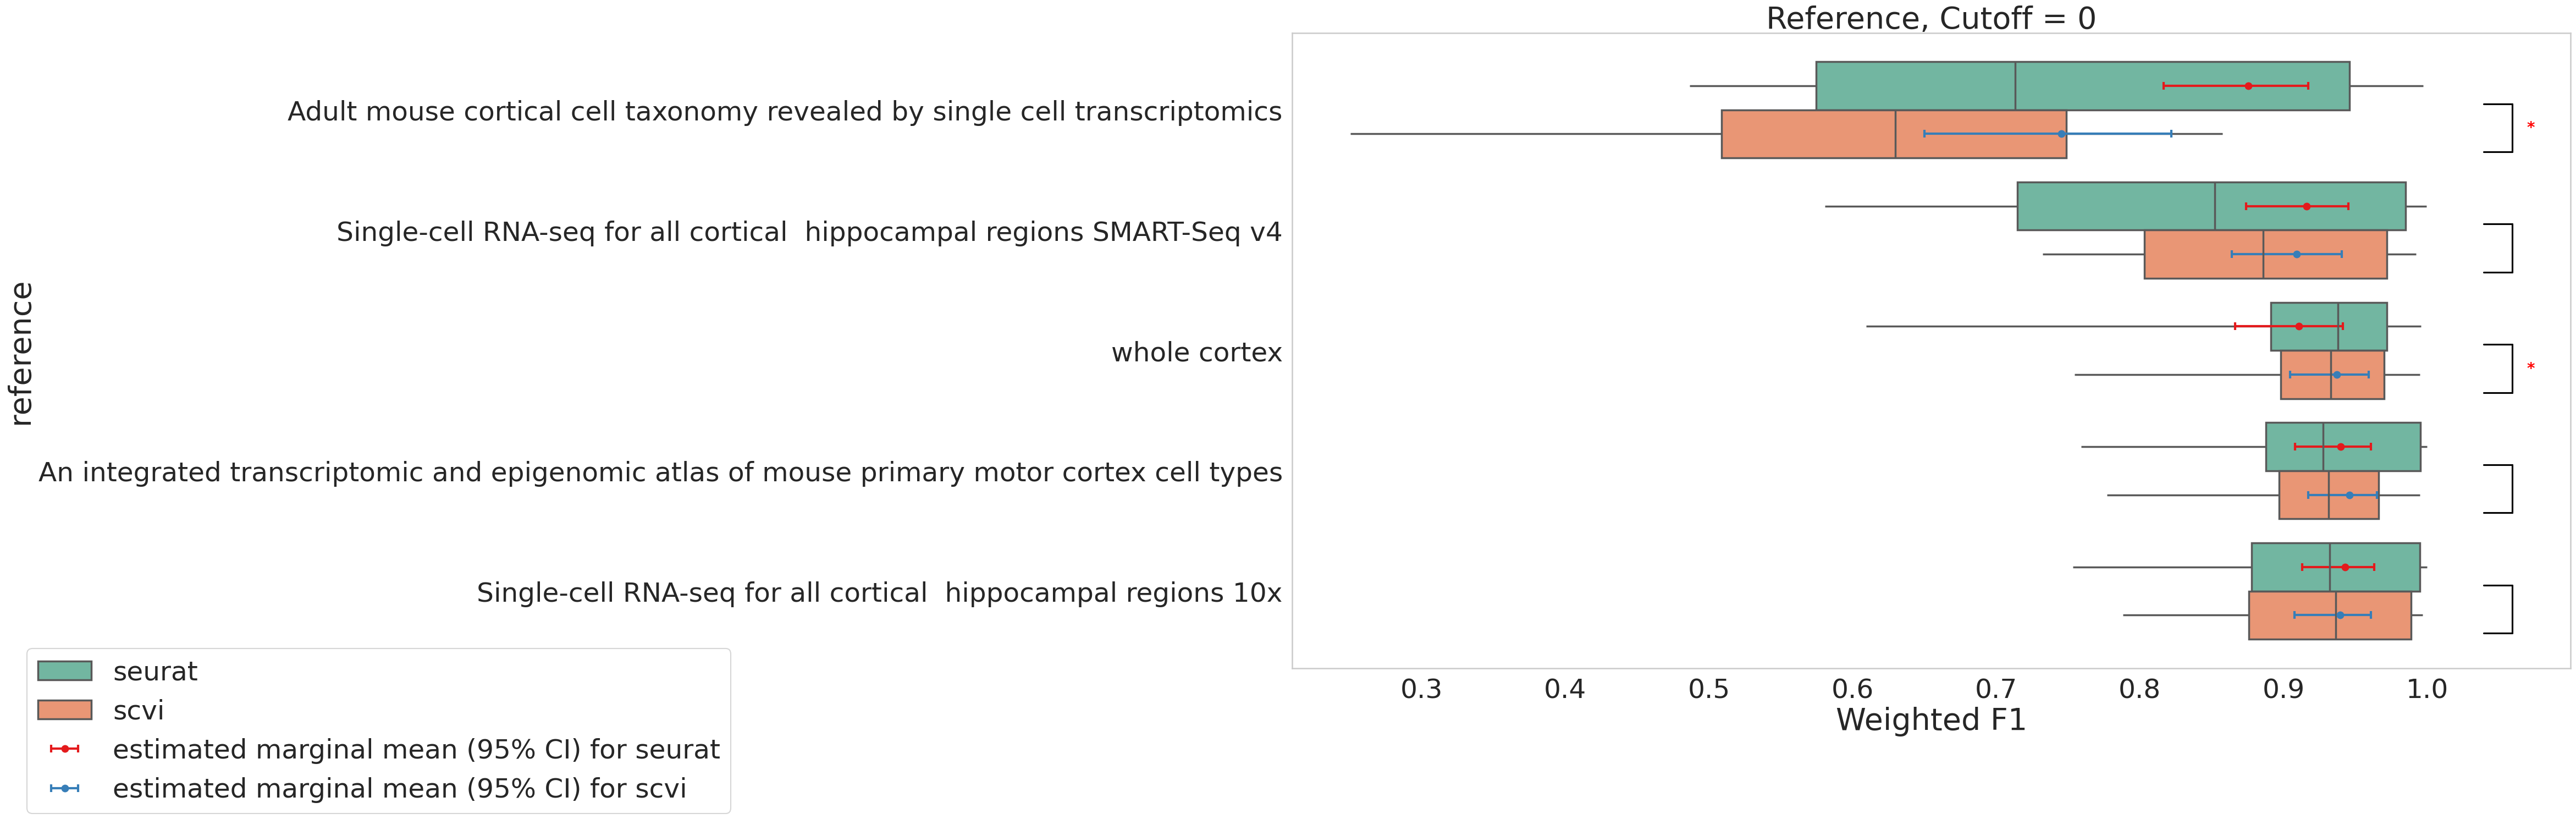 Reference, Cutoff = 0
reference
Adult mouse cortical cell taxonomy revealed by single cell transcriptomics
*
Single-cell RNA-seq for all cortical  hippocampal regions SMART-Seq v4
whole cortex
*
An integrated transcriptomic and epigenomic atlas of mouse primary motor cortex cell types
Single-cell RNA-seq for all cortical  hippocampal regions 10x
0.3 0.4 0.5 0.6 0.7 0.8 0.9 1.0
Weighted F1
seurat
scvi
estimated marginal mean (95% CI) for seurat
estimated marginal mean (95% CI) for scvi